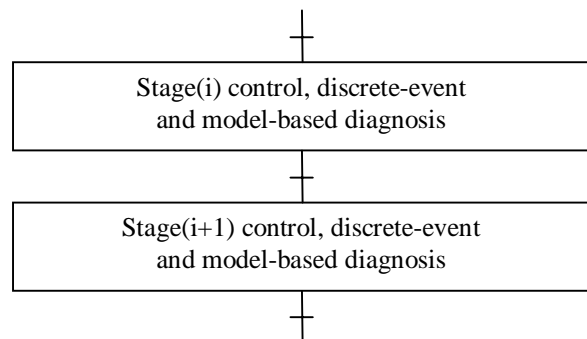 Stage(i) control, discrete-event
and model-based diagnosis
Stage(i+1) control, discrete-event
and model-based diagnosis